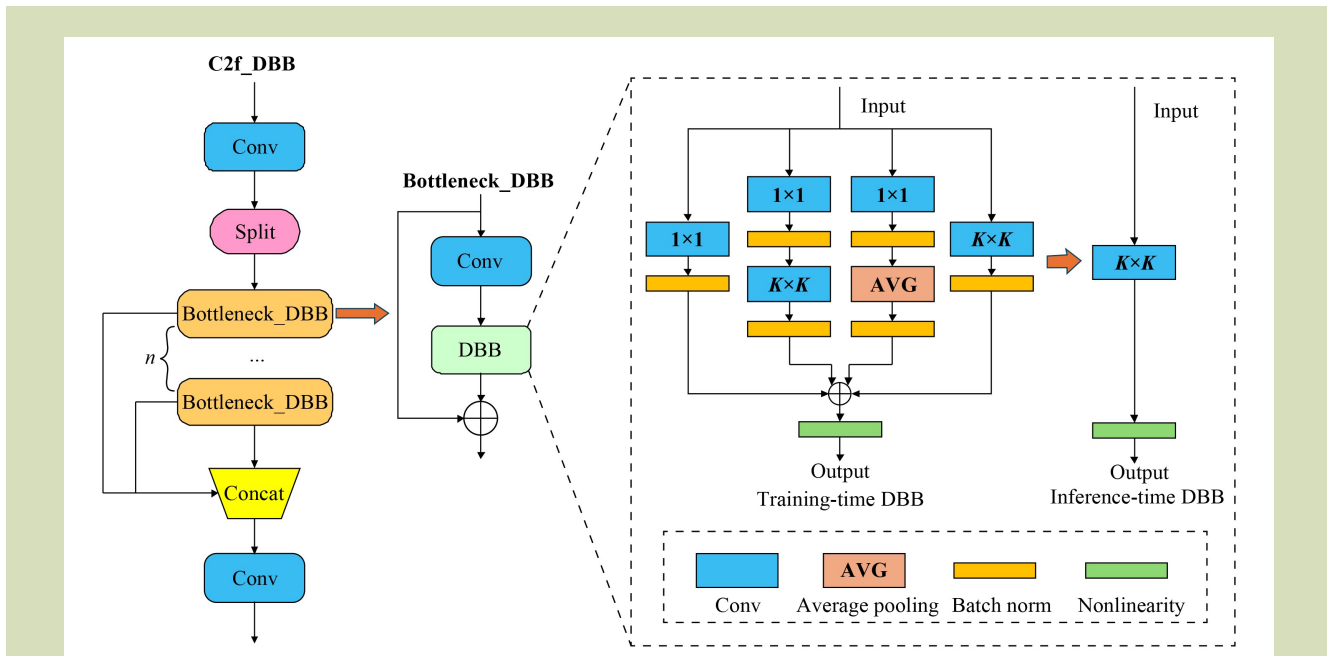 C2f_DBB
Conv
Split
Bottleneck_DBB
n
...
Bottleneck_DBB
Concat
Conv
Bottleneck_DBB
Conv
DBB
Input
1×1
1×1
1×1
K×K
K×K
AVG
Output
Training-time DBB
Input
K×K
Output
Inference-time DBB
AVG
Conv
Average pooling
Batch norm
Nonlinearity